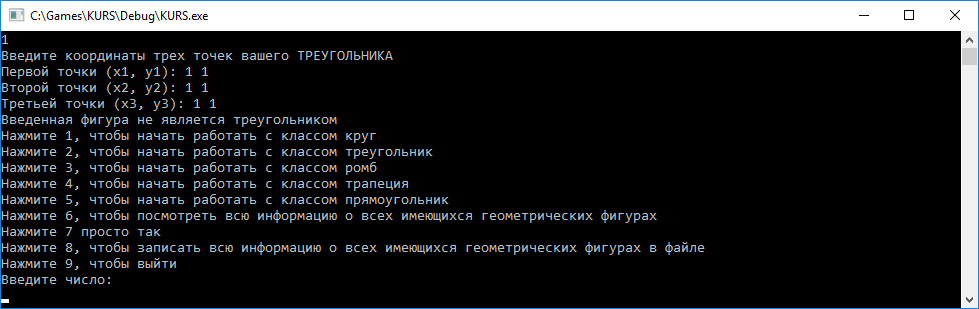 C:\Games\KURS\Debug\KURS.exe
1
Введите координаты трех точек вашего ТРЕУГОЛЬНИКА
Первой точки (x1, y1): 1 1
Второй точки (x2, y2): 1 1
Третьей точки (x3, y3): 1 1
Введенная фигура не является треугольником
Нажмите 1, чтобы начать работать с классом круг
Нажмите 2, чтобы начать работать с классом треугольник
Нажмите 3, чтобы начать работать с классом ромб
Нажмите 4, чтобы начать работать с классом трапеция
Нажмите 5, чтобы начать работать с классом прямоугольник
Нажмите 6, чтобы посмотреть всю информацию о всех имеющихся геометрических фигурах
Нажмите 7 просто так
Нажмите 8, чтобы записать всю информацию о всех имеющихся геометрических фигурах в файле
Нажмите 9, чтобы выйти
Введите число: